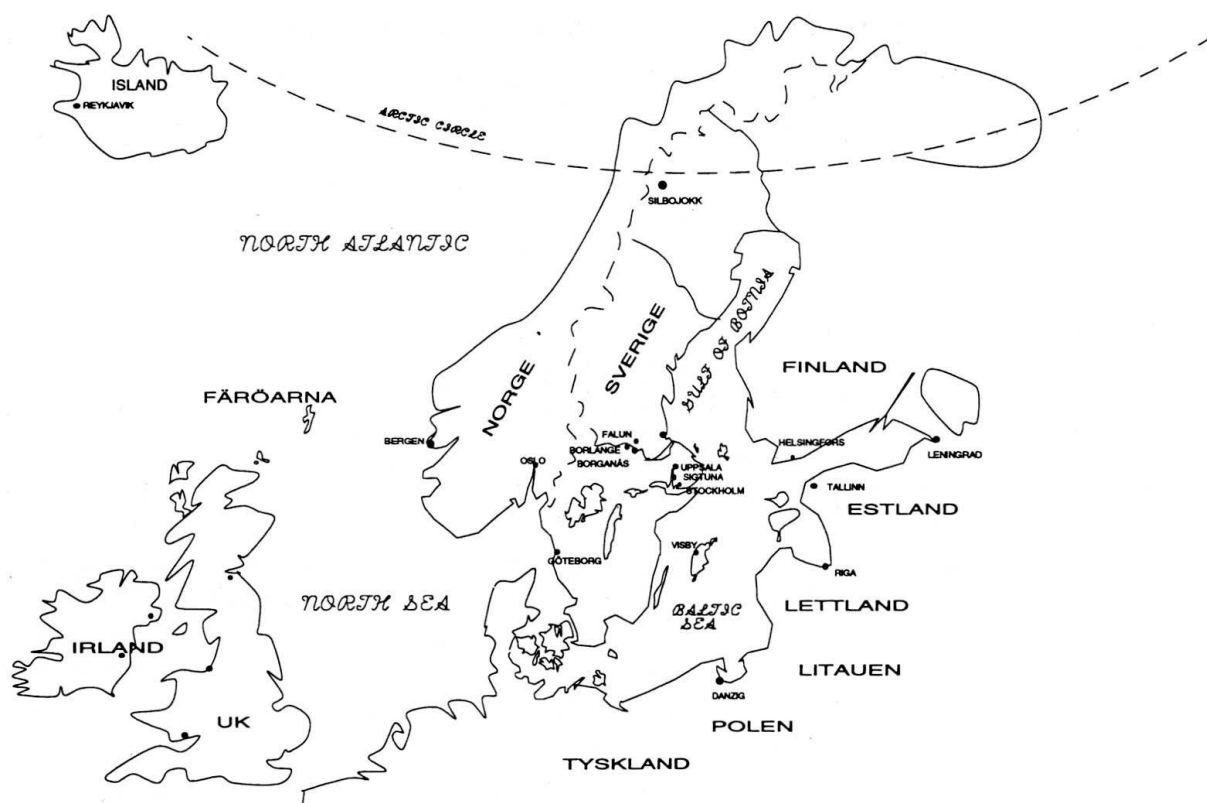 ISLAND
REYKJAVIK
ARCTIC CIRCLE
SILBOJOKK
NORTH ATLANTIC
GULF OF BOTNIA
SVERIGE
NORGE
FINLAND
FÄRÖARNA
BERGEN
FALUN
HELSINGFORS
BORLÄNGE
LENINGRAD
OSLO
BORGANÄS
UPPSALA
SIGTUNA
STOCKHOLM
TALLINN
ESTLAND
VISBY
GÖTEBORG
RIGA
NORTH SEA
LETTLAND
BALTIC
SEA
IRLAND
LITAUEN
DANZIG
UK
POLEN
TYSKLAND